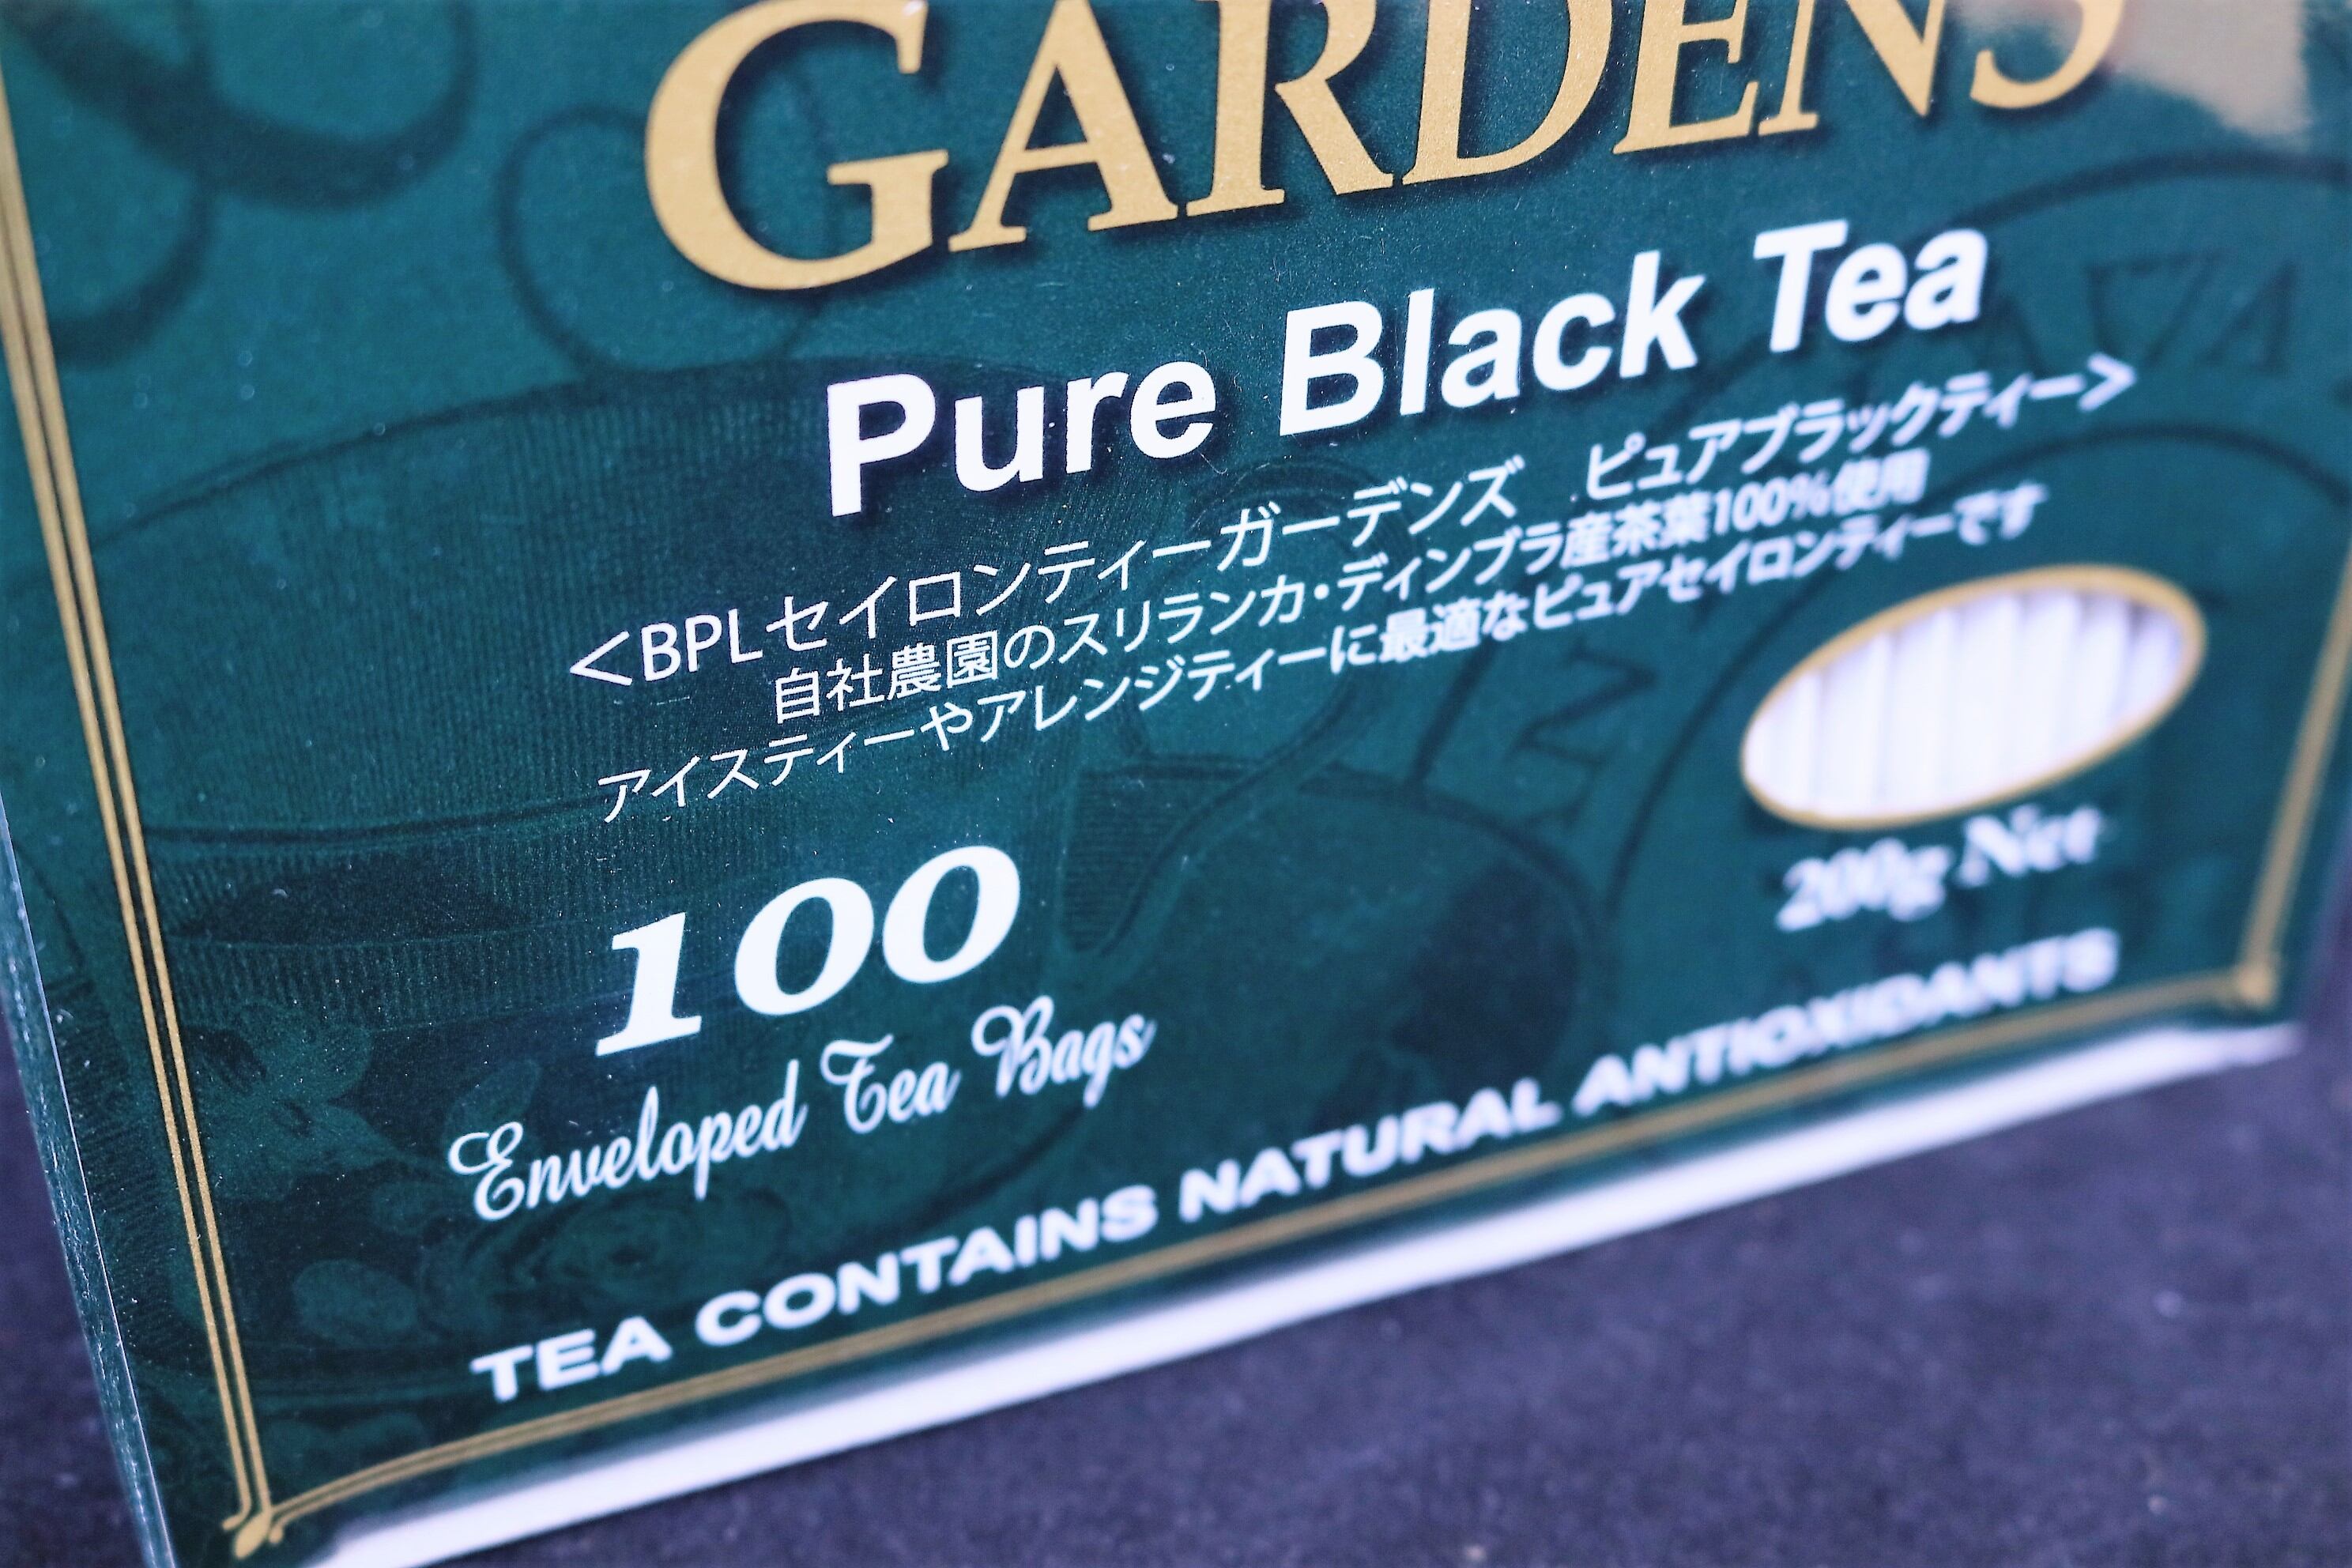 GARDENS
Pure Black Tea
<BPLセイロンティーガーデンズ　ピュアブラックティー>
自社農園のスリランカ・ディンブラ産茶葉100%使用
アイスティーやアレンジティーに最適なピュアセイロンティーです
100
Enveloped Tea Bags
200g Net
TEA CONTAINS NATURAL ANTIOXIDANTS